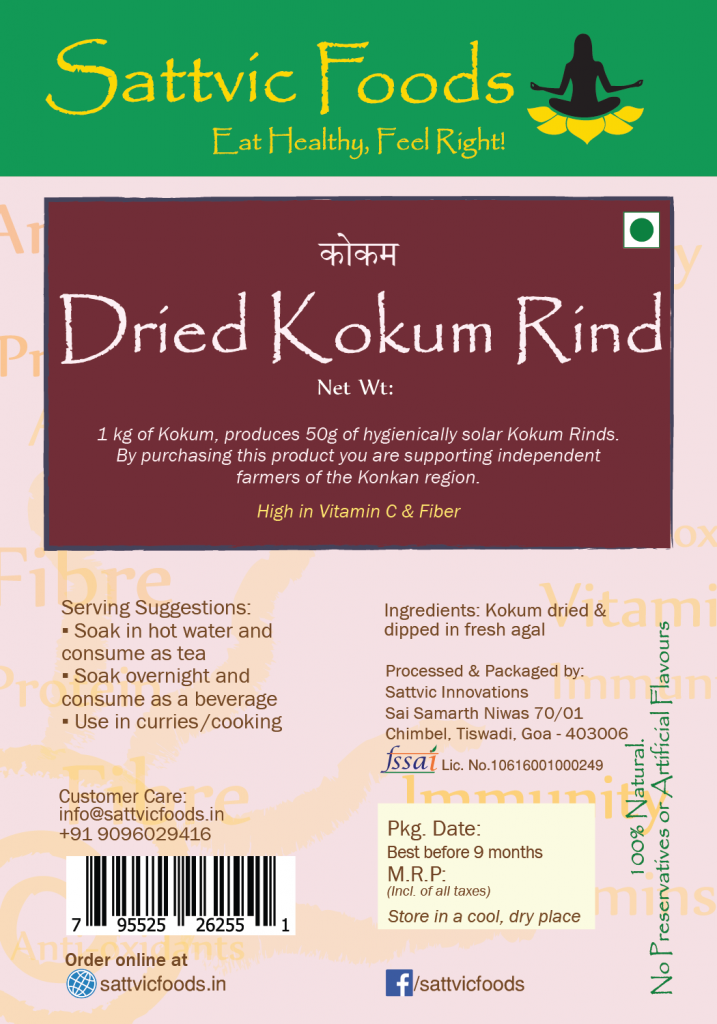 Sattvic Foods
Eat Healthy, Feel Right!
कोकम
Dried Kokum Rind
Net Wt:
1 kg of Kokum, produces 50g of hygienically solar Kokum Rinds.
By purchasing this product you are supporting independent
farmers of the Konkan region.
High in Vitamin C & Fiber
Serving Suggestions:
▪ Soak in hot water and
consume as tea
▪ Soak overnight and
consume as a beverage
▪ Use in curries/cooking
Ingredients: Kokum dried &
dipped in fresh agal
Processed & Packaged by:
Sattvic Innovations
Sai Samarth Niwas 70/01
Chimbel, Tiswadi, Goa - 403006
fssai Lic. No.10616001000249
100% Natural.
No Preservatives or Artificial Flavours
Customer Care:
info@sattvicfoods.in
+91 9096029416
7 95525 26255 1
Pkg. Date:
Best before 9 months
M.R.P:
(Incl. of all taxes)
Store in a cool, dry place
Order online at
sattvicfoods.in
f/sattvicfoods
Fibre
Protein
Fibre
Immunity
Anti-oxidants